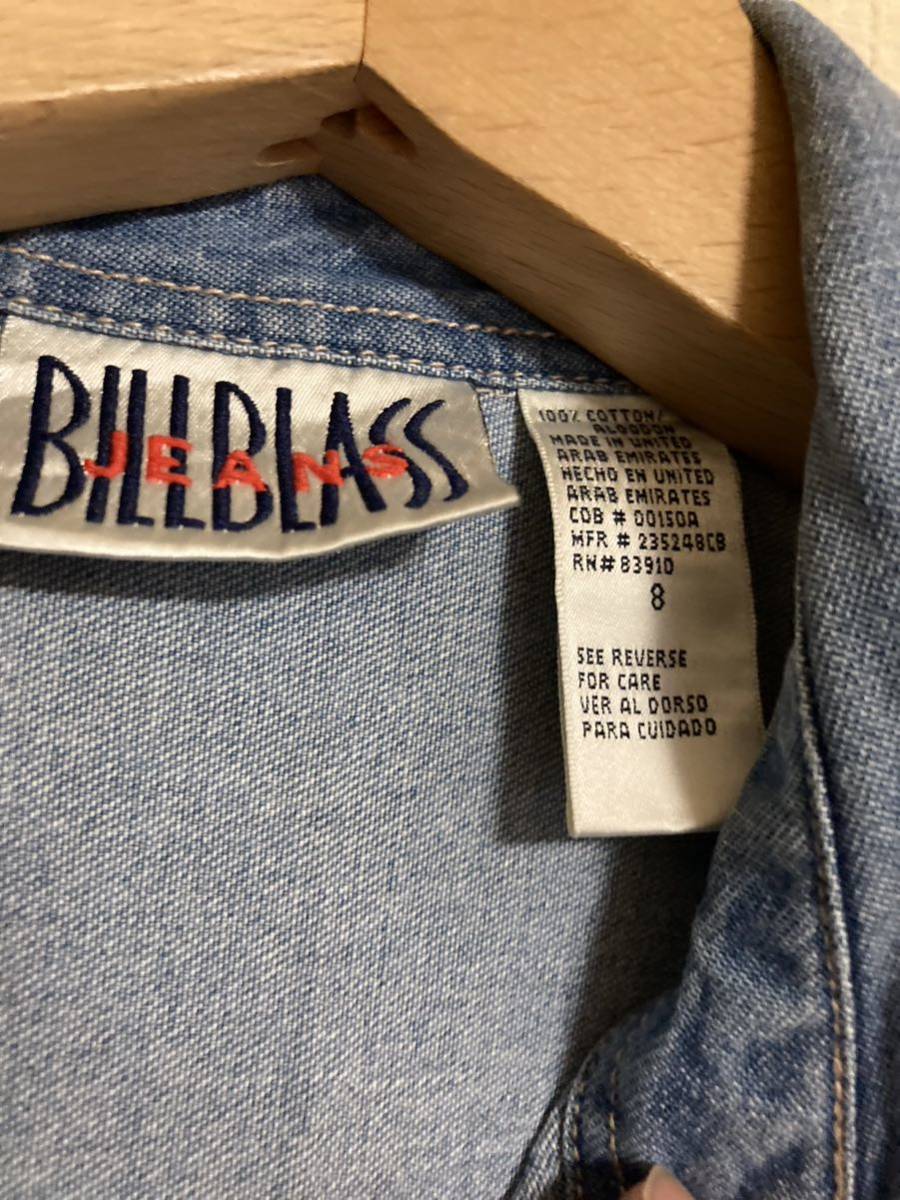 BILL BLASS
JEANS
100% COTTON/
ALGODON
MADE IN UNITED
ARAB EMIRATES
HECHO EN UNITED
ARAB EMIRATES
COB # 00150A
MFR # 235248CB
RN# 83910
8
SEE REVERSE
FOR CARE
VER AL DORSO
PARA CUIDADO